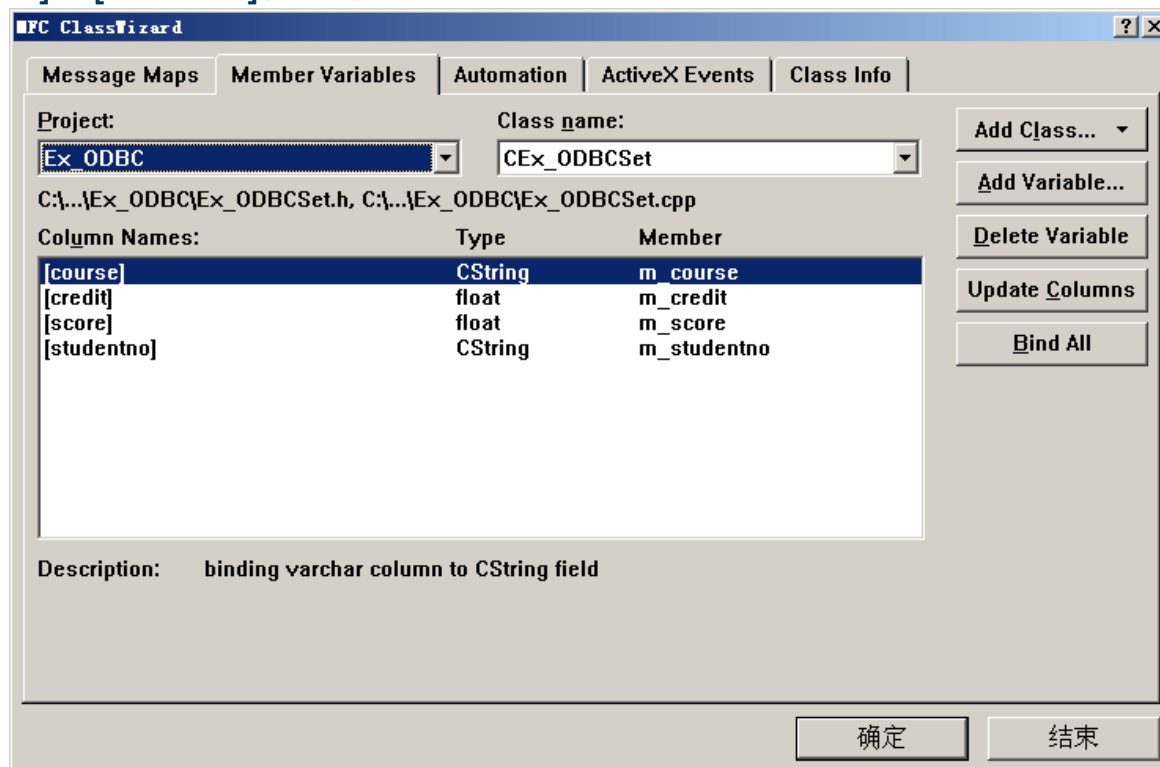 MFC ClassWizard
Message Maps Member Variables Automation ActiveX Events Class Info
Project: Class name:
Add Class...
Ex_ODBC CEx_ODBCSet
Add Variable...
C:\...\Ex_ODBC\Ex_ODBCSet.h, C:\...\Ex_ODBC\Ex_ODBCSet.cpp
Column Names: Type Member
Delete Variable
[course] CString m_course
[credit] float m_credit
Update Columns
[score] float m_score
[studentno] CString m_studentno
Bind All
Description: binding varchar column to CString field
确定 结束